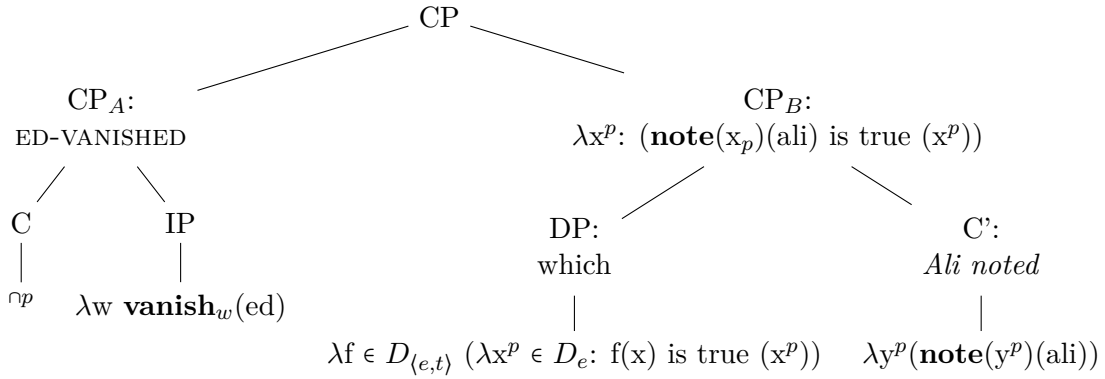 CP
CP_A: CP_B:
ED-VANISHED λx^p: (note(x_p)(ali) is true (x^p))
C IP DP: C’:
which Ali noted
∩p λw vanish_w(ed)
λf ∈ D_⟨e,t⟩ (λx^p ∈ D_e: f(x) is true (x^p)) λy^p(note(y^p)(ali))